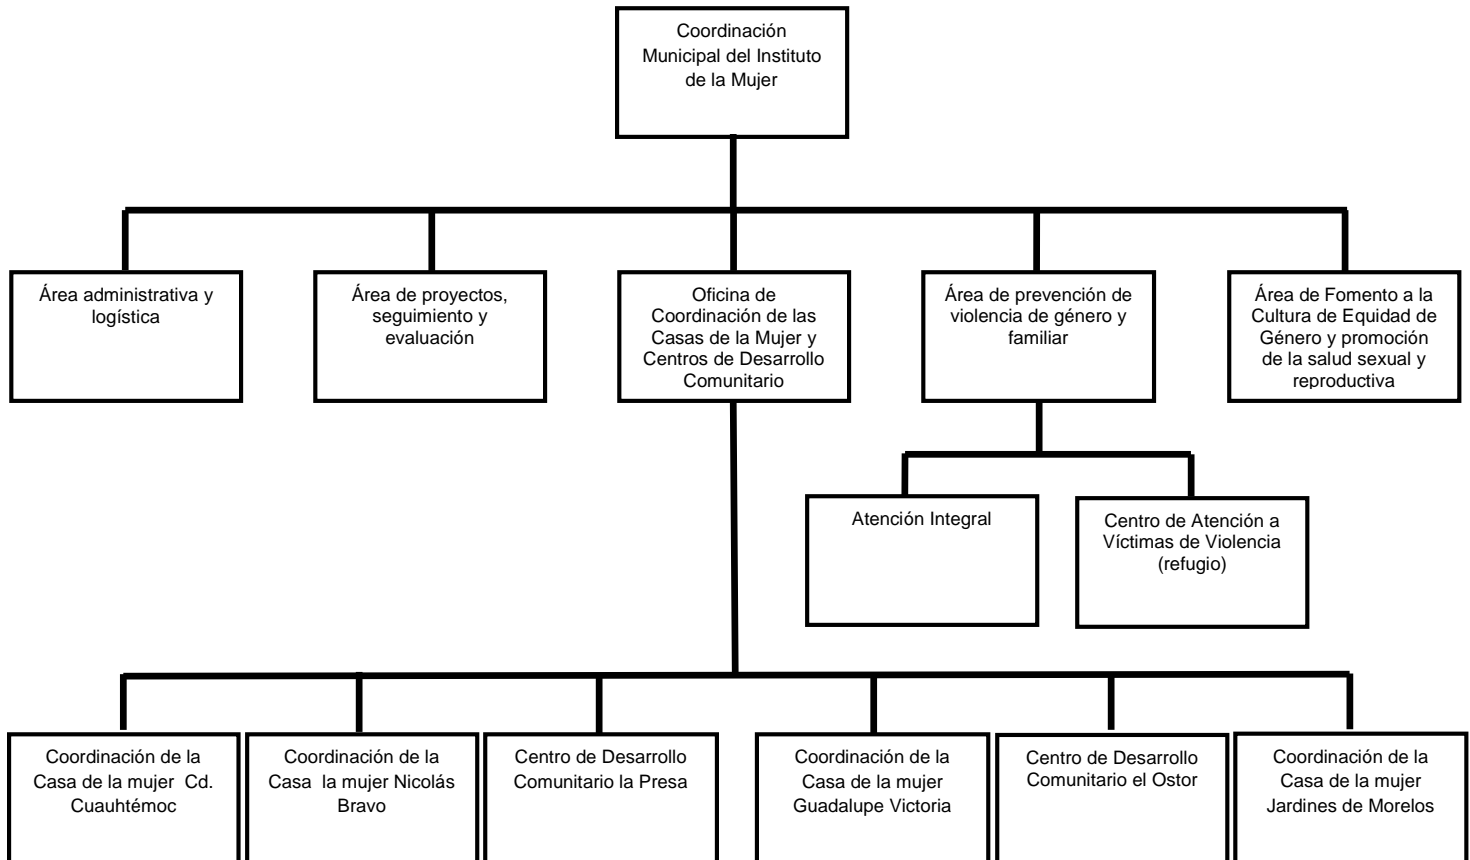 Coordinación
Municipal del Instituto
de la Mujer
Área administrativa y
logística
Área de proyectos,
seguimiento y
evaluación
Oficina de
Coordinación de las
Casas de la Mujer y
Centros de Desarrollo
Comunitario
Área de prevención de
violencia de género y
familiar
Área de Fomento a la
Cultura de Equidad de
Género y promoción
de la salud sexual y
reproductiva
Atención Integral
Centro de Atención a
Víctimas de Violencia
(refugio)
Coordinación de la
Casa de la mujer  Cd.
Cuauhtémoc
Coordinación de la
Casa  la mujer Nicolás
Bravo
Centro de Desarrollo
Comunitario la Presa
Coordinación de la
Casa de la mujer
Guadalupe Victoria
Centro de Desarrollo
Comunitario el Ostor
Coordinación de la
Casa de la mujer
Jardines de Morelos